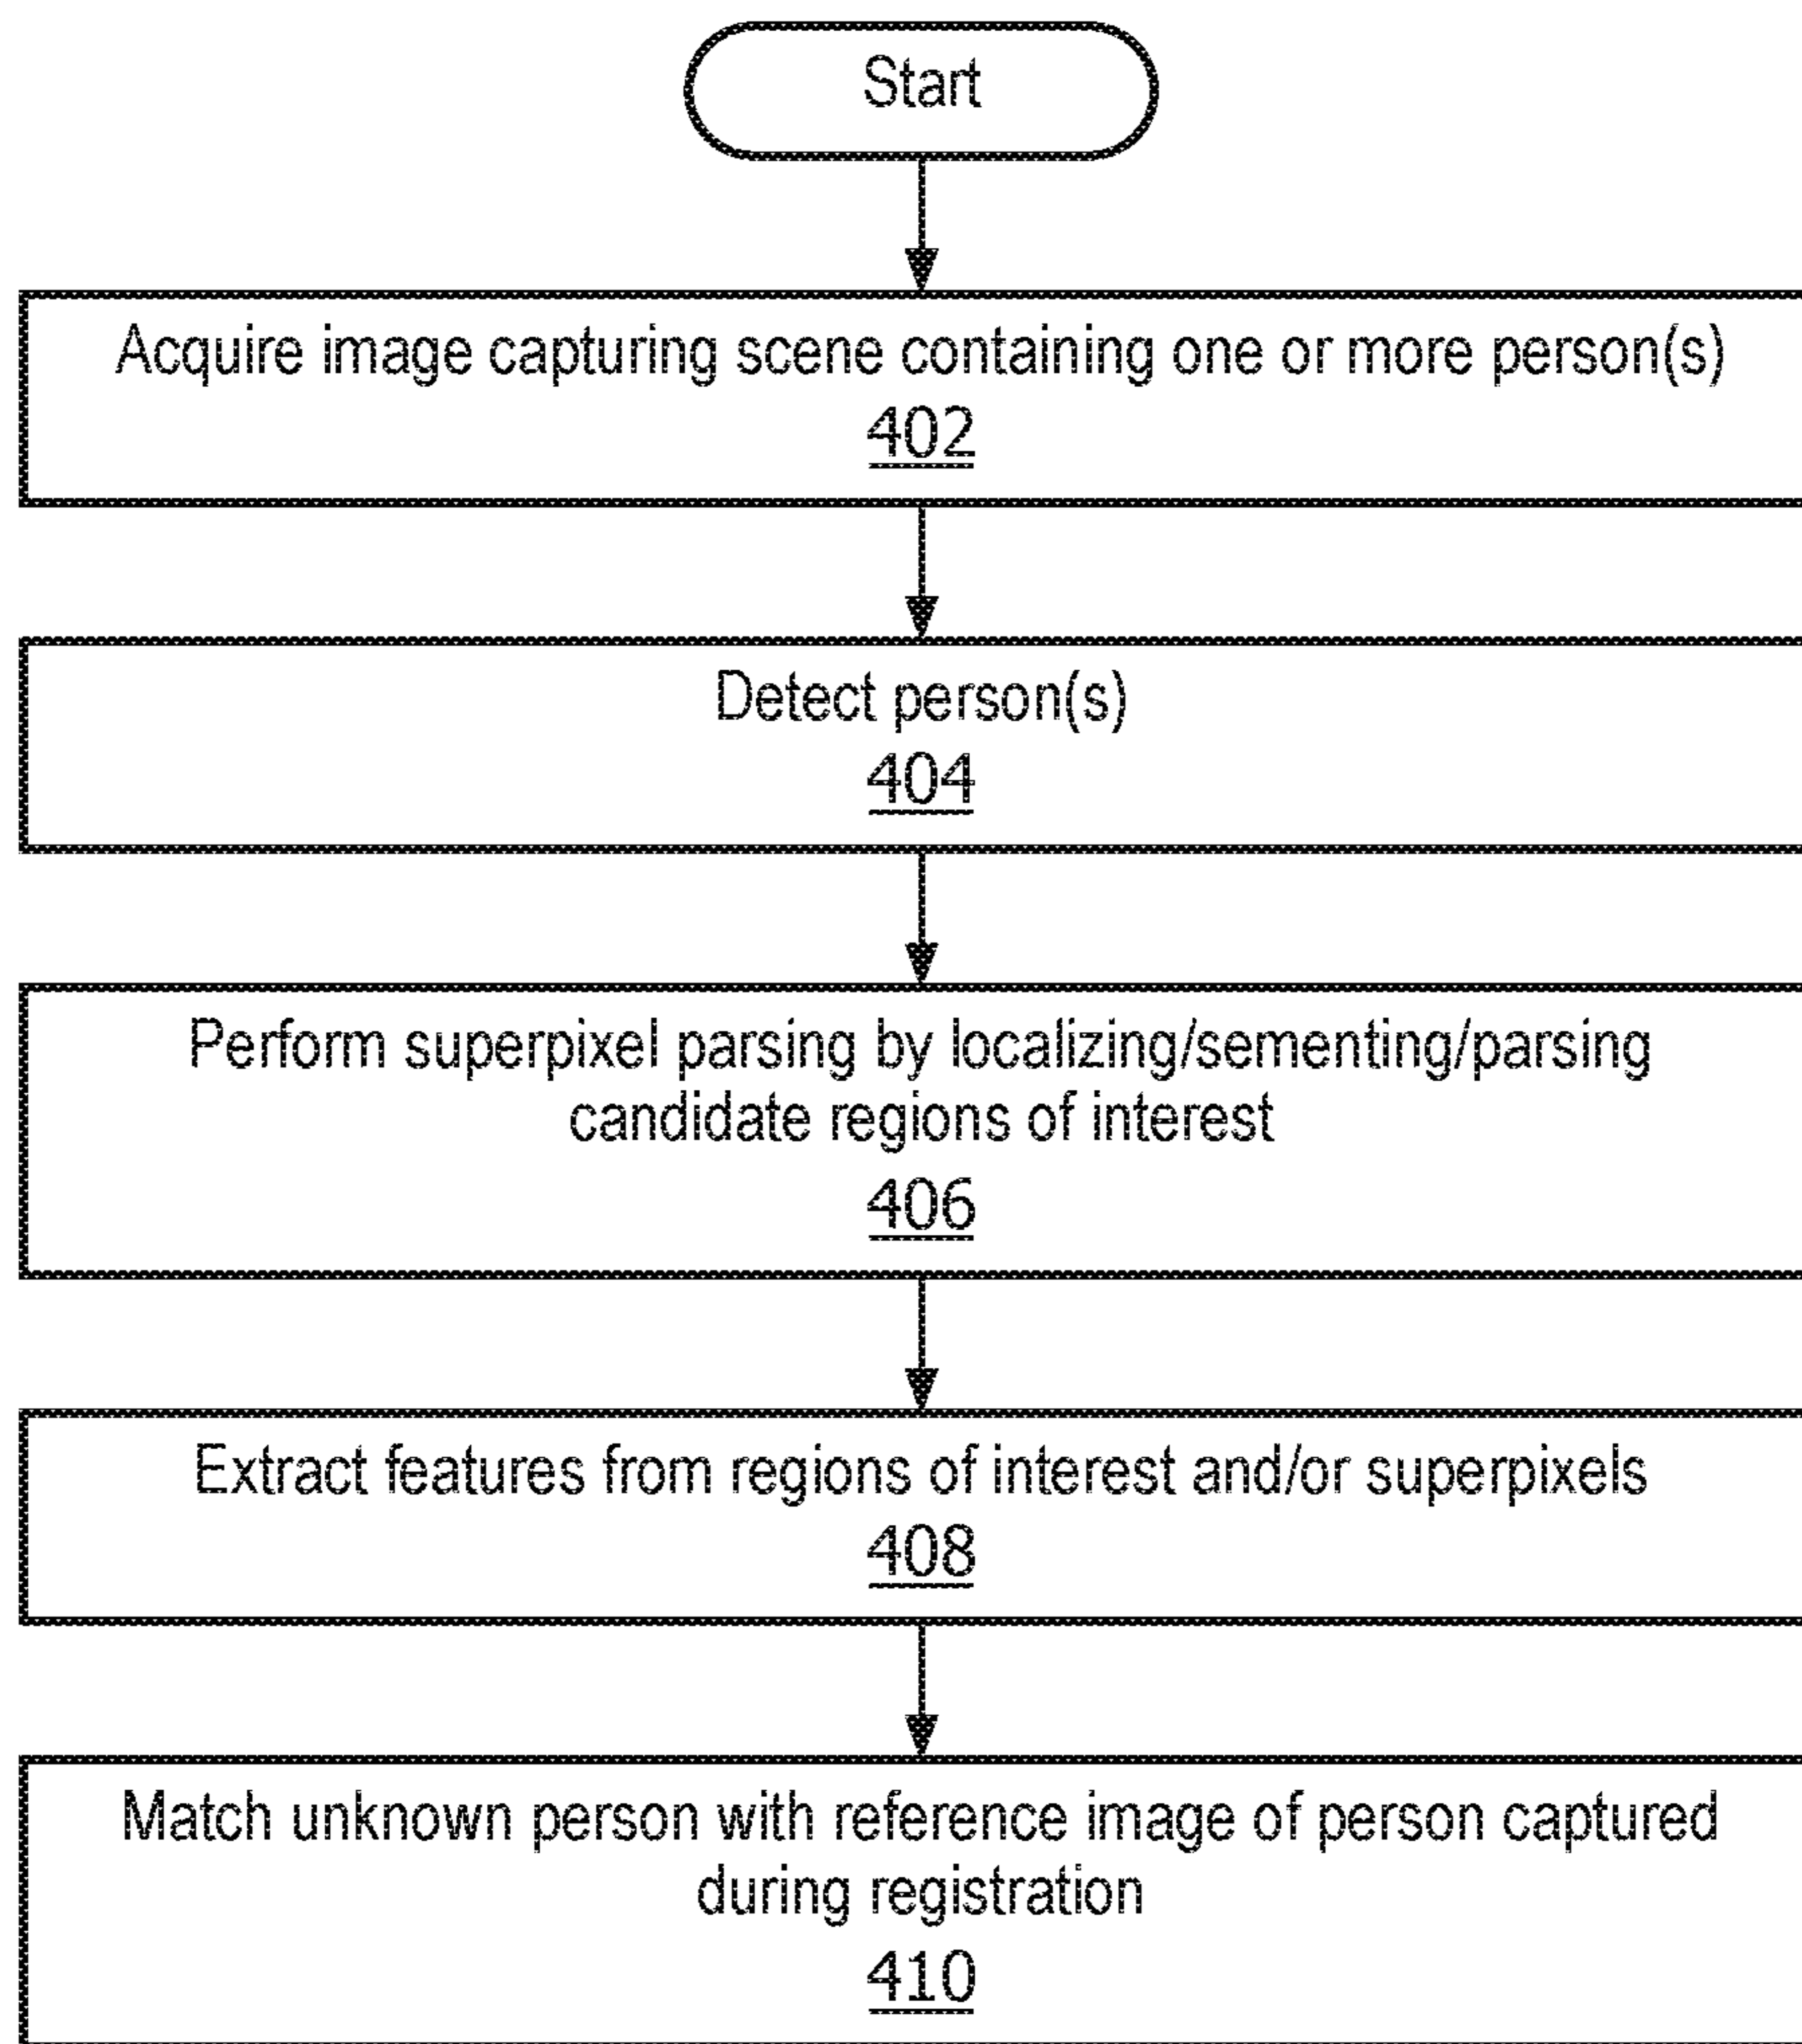 Start
Acquire image capturing scene containing one or more person(s)
402
Detect person(s)
404
Perform superpixel parsing by localizing/sementing/parsing
candidate regions of interest
406
Extract features from regions of interest and/or superpixels
408
Match unknown person with reference image of person captured
during registration
410